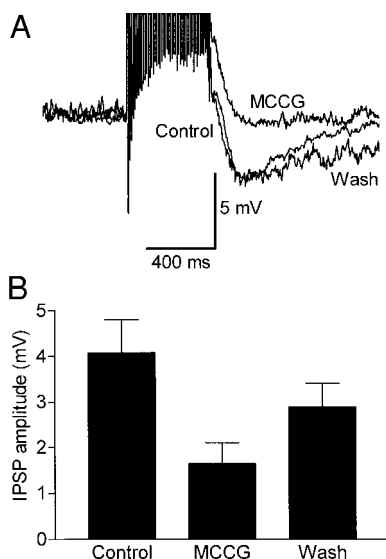 A
MCCG
Control
Wash
5 mV
400 ms
B
IPSP amplitude (mV)
5
4
3
2
1
0
Control MCCG Wash